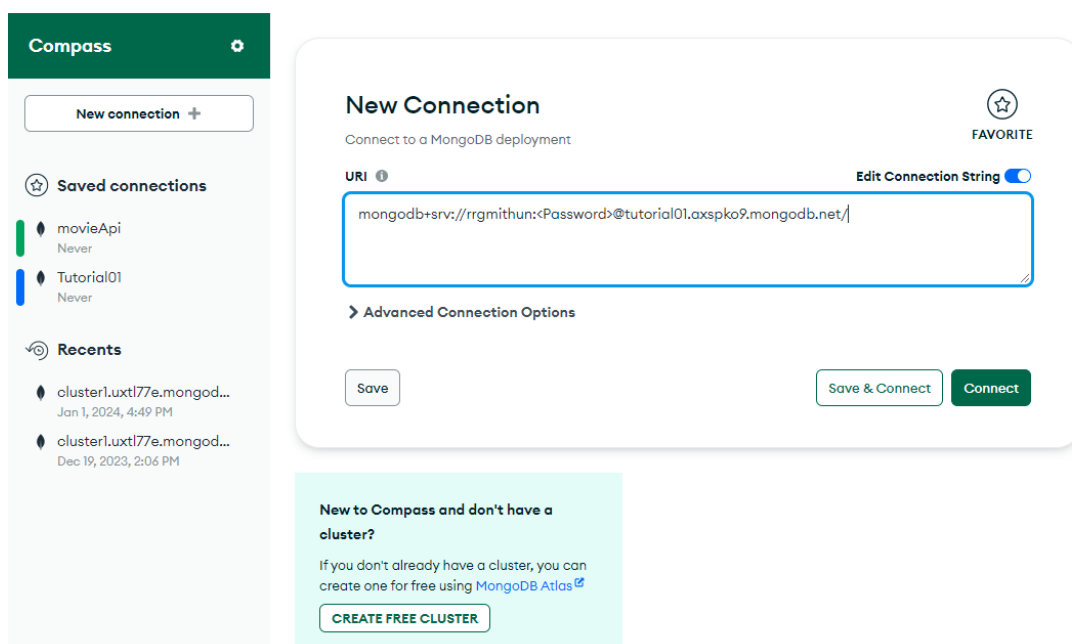 Compass
New connection
Saved connections
movieApi
Never
Tutorial01
Never
Recents
cluster1.uxtl77e.mongod...
Jan 1, 2024, 4:49 PM
cluster1.uxtl77e.mongod...
Dec 19, 2023, 2:06 PM
New Connection
FAVORITE
Connect to a MongoDB deployment
URI
Edit Connection String
mongodb+srv://rrgmithun:<Password>@tutorial01.axspko9.mongodb.net/
Advanced Connection Options
Save
Save & Connect
Connect
New to Compass and don't have a
cluster?
If you don't already have a cluster, you can
create one for free using MongoDB Atlas
CREATE FREE CLUSTER